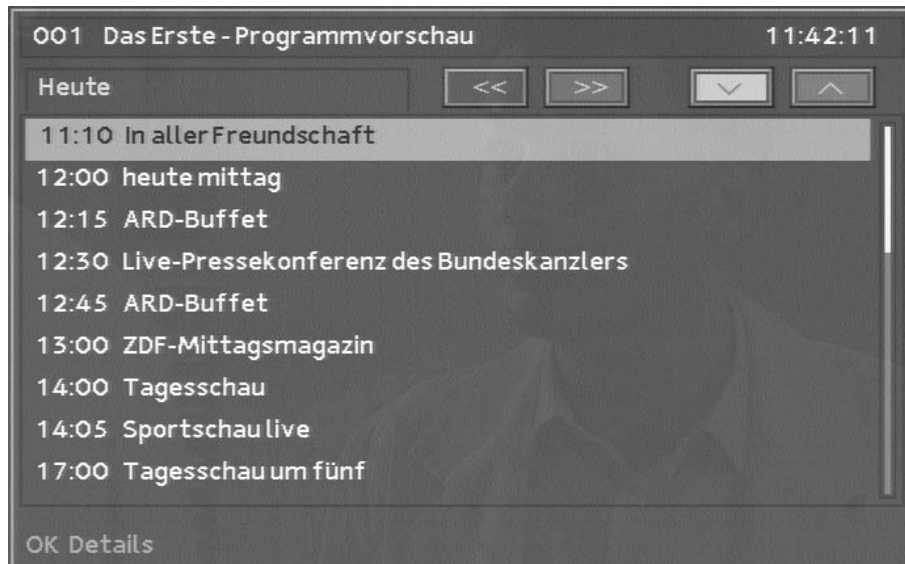 001 Das Erste - Programmvorschau 11:42:11
Heute << >>
11:10 In aller Freundschaft
12:00 heute mittag
12:15 ARD-Buffet
12:30 Live-Pressekonferenz des Bundeskanzlers
12:45 ARD-Buffet
13:00 ZDF-Mittagsmagazin
14:00 Tagesschau
14:05 Sportschau live
17:00 Tagesschau um fünf
OK Details